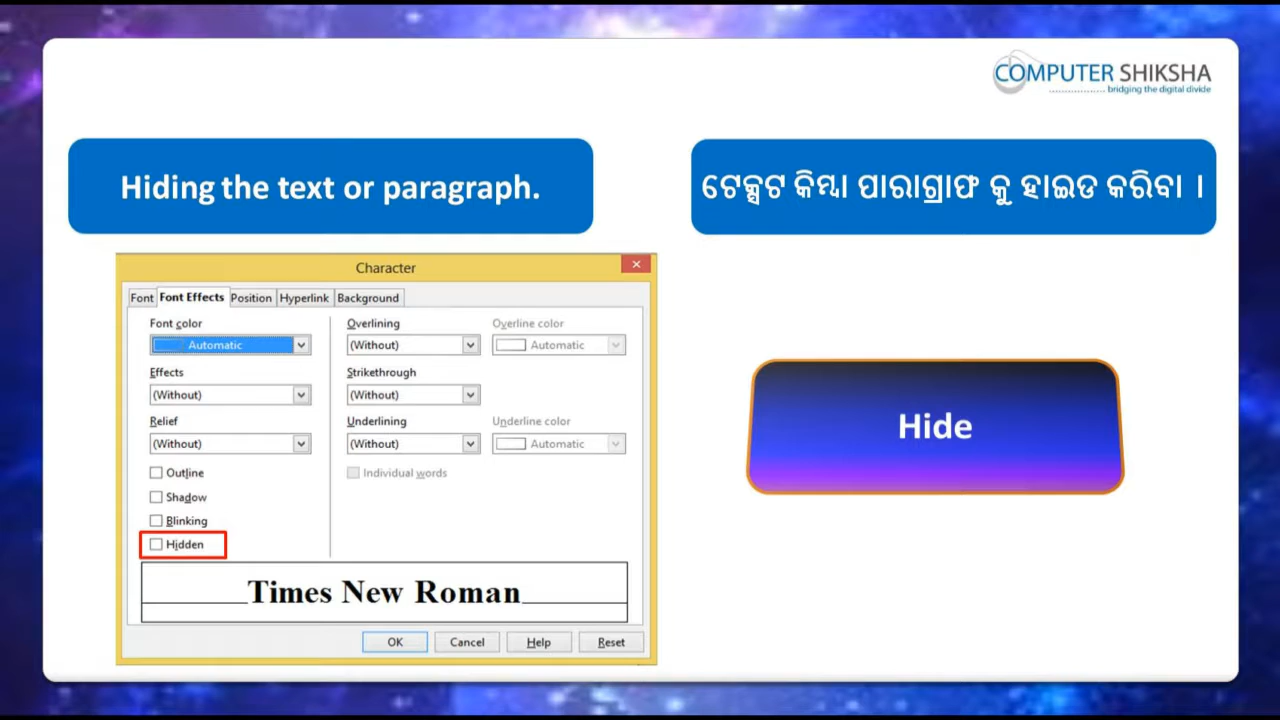 COMPUTER SHIKSHA
bridging the digital divide
Hiding the text or paragraph.
ଟେକ୍ସଟ କିମ୍ବା ପାରାଗ୍ରାଫ କୁ ହାଇଡ କରିବା ।
Character
Font Font Effects Position Hyperlink Background
Font color
Automatic
Effects
(Without)
Relief
(Without)
Outline
Shadow
Blinking
Hidden
Overlining
(Without)
Overline color
Automatic
Strikethrough
(Without)
Underlining
(Without)
Underline color
Automatic
Individual words
Times New Roman
OK Cancel Help Reset
Hide